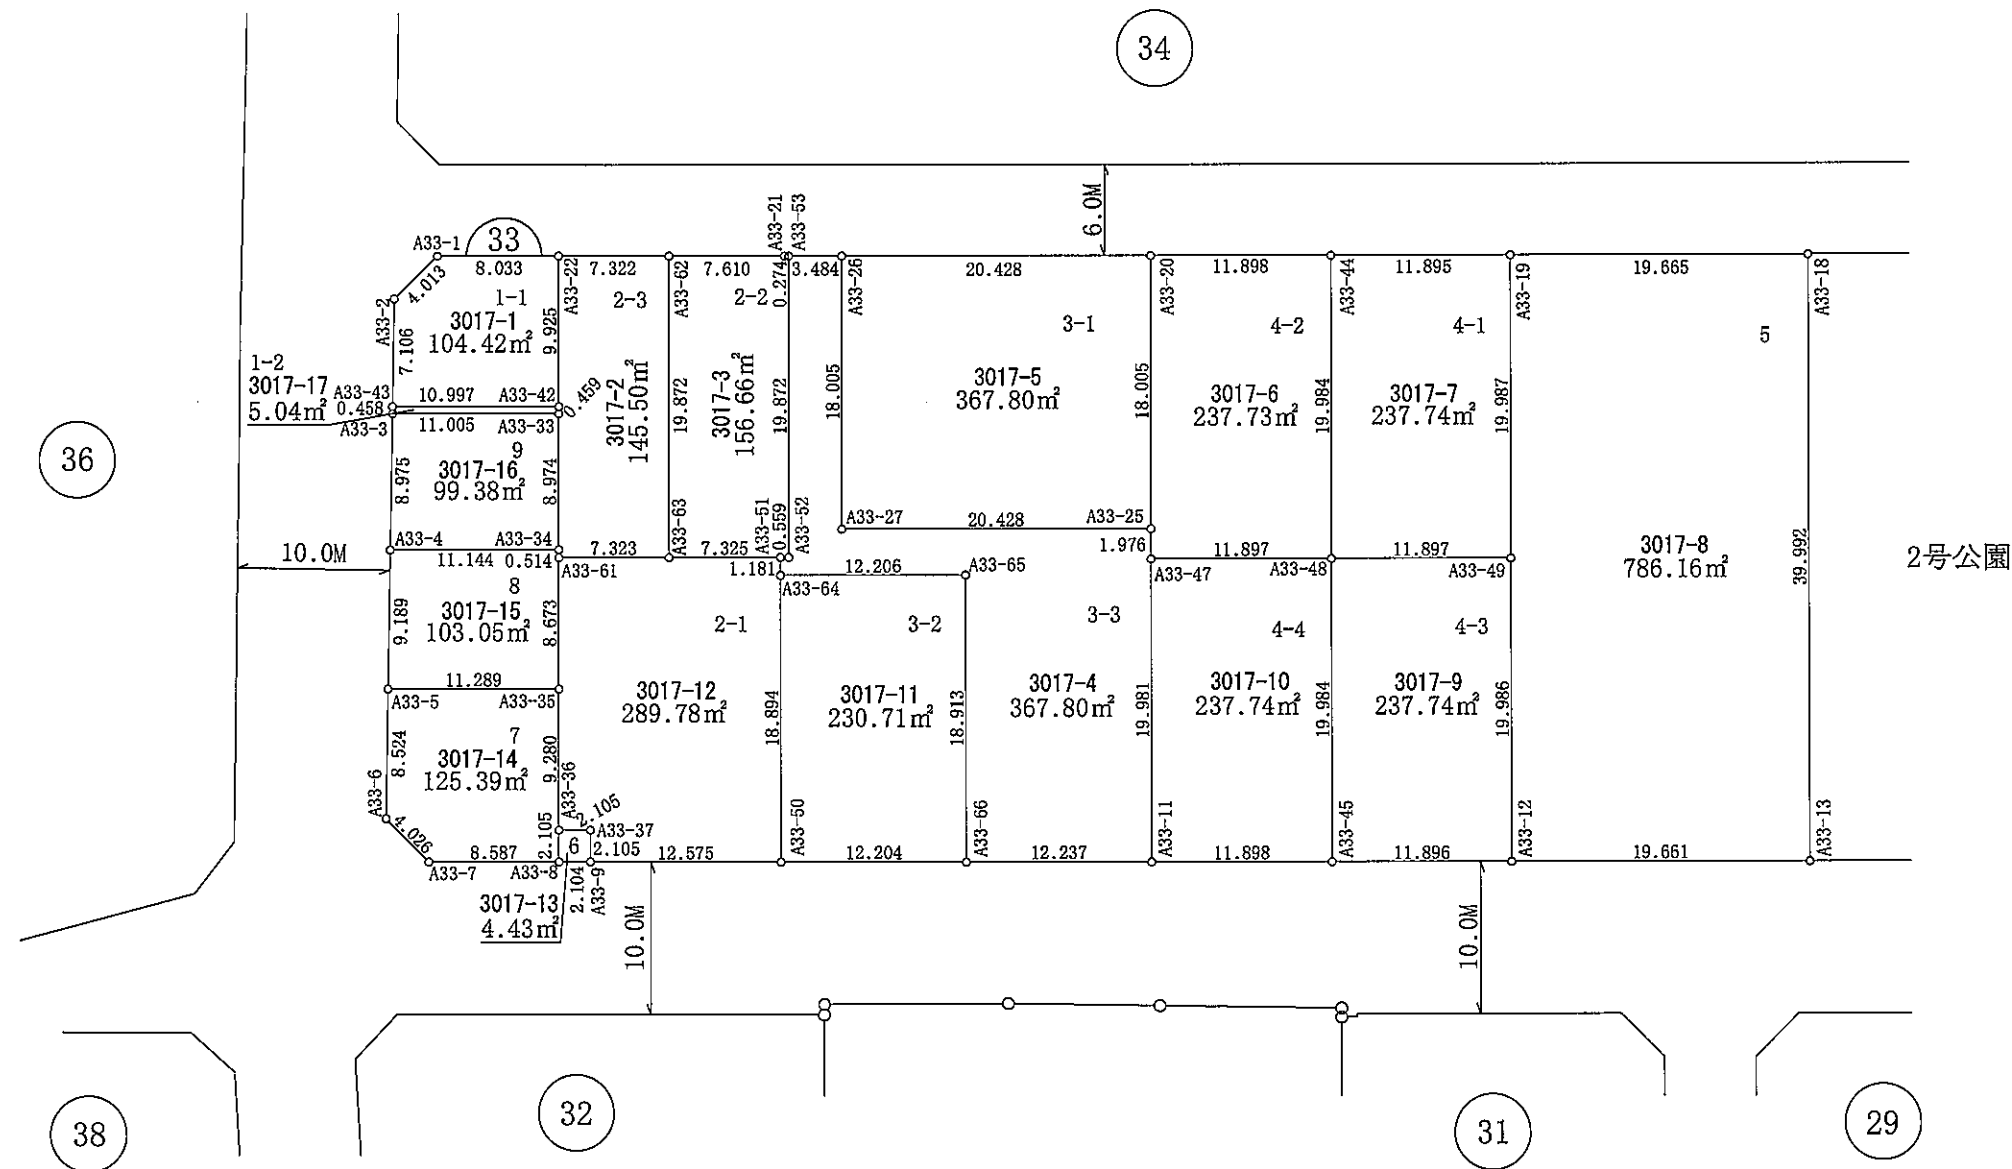 34
6.0M
A33-21
A33-53
A33-1
33
8.033
A33-22
7.322
A33-62
7.610
0.274
3.484
A33-26
20.428
A33-20
11.898
A33-44
11.895
A33-19
19.665
A33-18
4.013
A33-2
1-1
3017-1
104.42㎡
7.106
9.925
2-3
2-2
3-1
4-2
4-1
5
1-2
3017-17
5.04㎡
A33-43
0.458
A33-3
10.997
A33-42
0.459
11.005
A33-33
3017-2
145.50㎡
19.872
3017-3
156.66㎡
19.872
18.005
3017-5
367.80㎡
18.005
3017-6
237.73㎡
19.984
3017-7
237.74㎡
19.987
36
9
3017-16
99.38㎡
8.975
8.974
A33-63
A33-51
0.559
A33-52
A33-27
20.428
A33-25
1.976
A33-4
A33-34
11.144
0.514
7.323
A33-61
7.325
1.181
12.206
A33-65
A33-64
11.897
A33-47
A33-48
11.897
A33-49
3017-8
786.16㎡
39.992
2号公園
10.0M
8
3017-15
103.05㎡
9.189
8.673
2-1
3-2
3-3
4-4
4-3
11.289
A33-5
A33-35
3017-12
289.78㎡
18.894
3017-11
230.71㎡
18.913
3017-4
367.80㎡
19.981
3017-10
237.74㎡
19.984
3017-9
237.74㎡
19.986
7
3017-14
125.39㎡
8.524
9.280
A33-6
A33-36
2.105
A33-37
4.026
8.587
2.105
6
2.105
12.575
A33-50
12.204
A33-66
12.237
A33-11
11.898
A33-45
11.896
A33-12
19.661
A33-13
A33-7
A33-8
2.104
A33-9
3017-13
4.43㎡
10.0M
10.0M
38
32
31
29